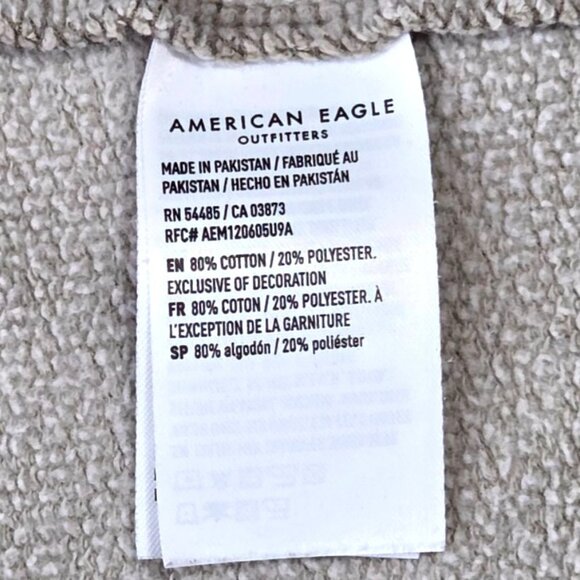 AMERICAN EAGLE
OUTFITTERS
MADE IN PAKISTAN / FABRIQUÉ AU
PAKISTAN / HECHO EN PAKISTÁN
RN 54485 / CA 03873
RFC# AEM120605U9A
EN 80% COTTON / 20% POLYESTER.
EXCLUSIVE OF DECORATION
FR 80% COTON / 20% POLYESTER. À
L'EXCEPTION DE LA GARNITURE
SP 80% algodón / 20% poliéster